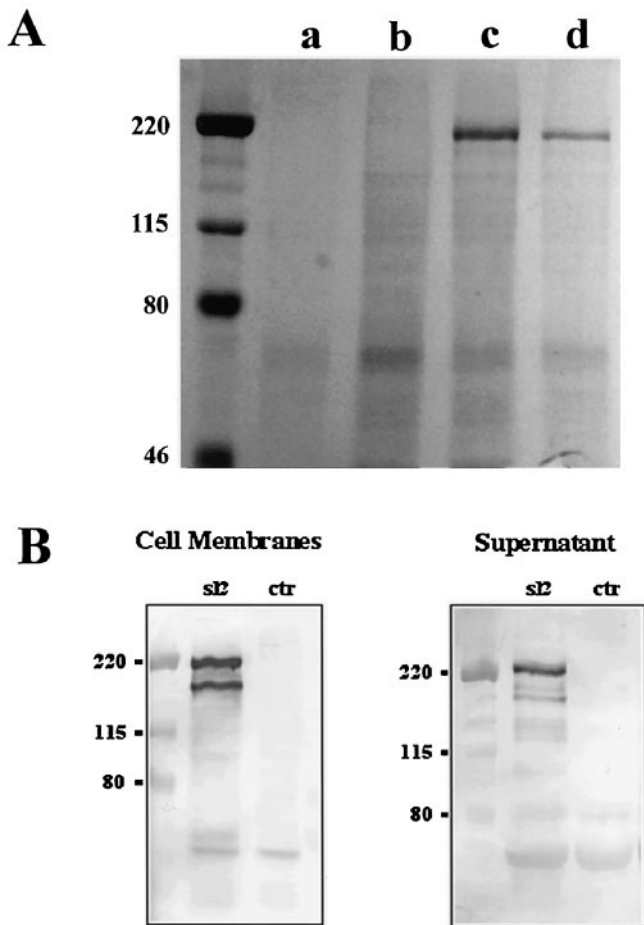 A
a b c d
220
115
80
46
B
Cell Membranes
sl2 ctr
220 -
115 -
80 -
Supernatant
sl2 ctr
220 -
115 -
80 -